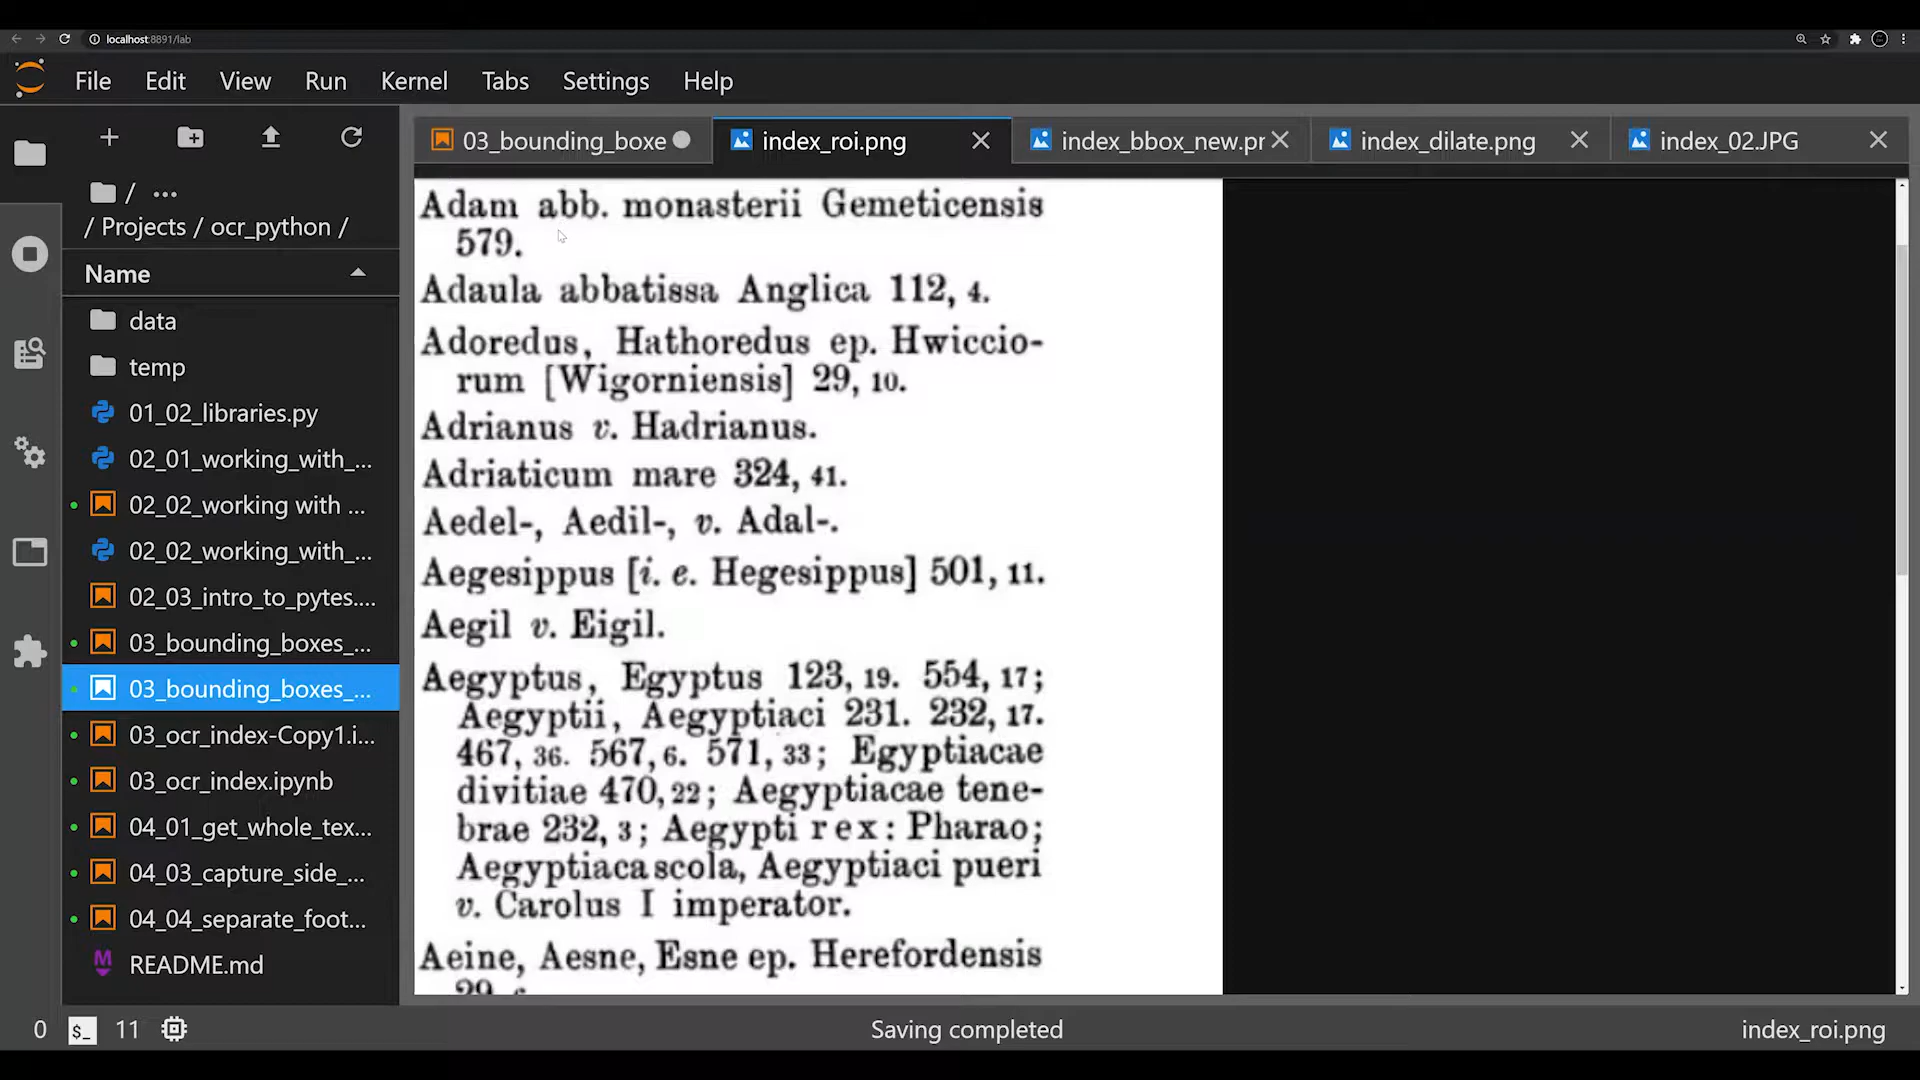 localhost:8891/lab
File Edit View Run Kernel Tabs Settings Help
03_bounding_boxe index_roi.png index_bbox_new.pr index_dilate.png index_02.JPG
/ ...
/ Projects / ocr_python /
Name
data
temp
01_02_libraries.py
02_01_working_with_...
02_02_working with ...
02_02_working_with_...
02_03_intro_to_pytes....
03_bounding_boxes_...
03_bounding_boxes_...
03_ocr_index-Copy1.i...
03_ocr_index.ipynb
04_01_get_whole_tex...
04_03_capture_side_...
04_04_separate_foot...
README.md
Adam abb. monasterii Gemeticensis
579.
Adaula abbatissa Anglica 112, 4.
Adoredus, Hathoredus ep. Hwiccio-
rum [Wigorniensis] 29, 10.
Adrianus v. Hadrianus.
Adriaticum mare 324, 41.
Aedel-, Aedil-, v. Adal-.
Aegesippus [i. e. Hegesippus] 501, 11.
Aegil v. Eigil.
Aegyptus, Egyptus 123, 19. 554, 17;
Aegyptii, Aegyptiaci 231. 232, 17.
467, 36. 567, 6. 571, 33; Egyptiacae
divitiae 470, 22; Aegyptiacae tene-
brae 232, 3; Aegypti rex: Pharao;
Aegyptiaca scola, Aegyptiaci pueri
v. Carolus I imperator.
Aeine, Aesne, Esne ep. Herefordensis
0 $_ 11 Saving completed index_roi.png